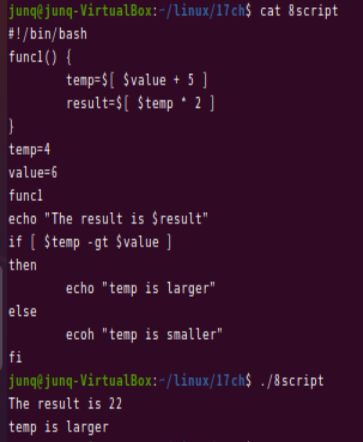 junq@junq-VirtualBox:~/linux/17ch$ cat 8script
#!/bin/bash
func1() {
        temp=$[ $value + 5 ]
        result=$[ $temp * 2 ]
}
temp=4
value=6
func1
echo "The result is $result"
if [ $temp -gt $value ]
then
        echo "temp is larger"
else
        ecoh "temp is smaller"
fi
junq@junq-VirtualBox:~/linux/17ch$ ./8script
The result is 22
temp is larger